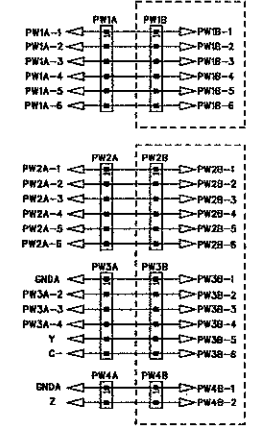 PW1A PW1B
PW1A-1 PW1B-1
PW1A-2 PW1B-2
PW1A-3 PW1B-3
PW1A-4 PW1B-4
PW1A-5 PW1B-5
PW1A-6 PW1B-6
PW2A PW2B
PW2A-1 PW2B-1
PW2A-2 PW2B-2
PW2A-3 PW2B-3
PW2A-4 PW2B-4
PW2A-5 PW2B-5
PW2A-6 PW2B-6
PW3A PW3B
GNDA PW3B-1
PW3A-2 PW3B-2
PW3A-3 PW3B-3
PW3A-4 PW3B-4
Y PW3B-5
C- PW3B-6
PW4A PW4B
GNDA PW4B-1
Z PW4B-2